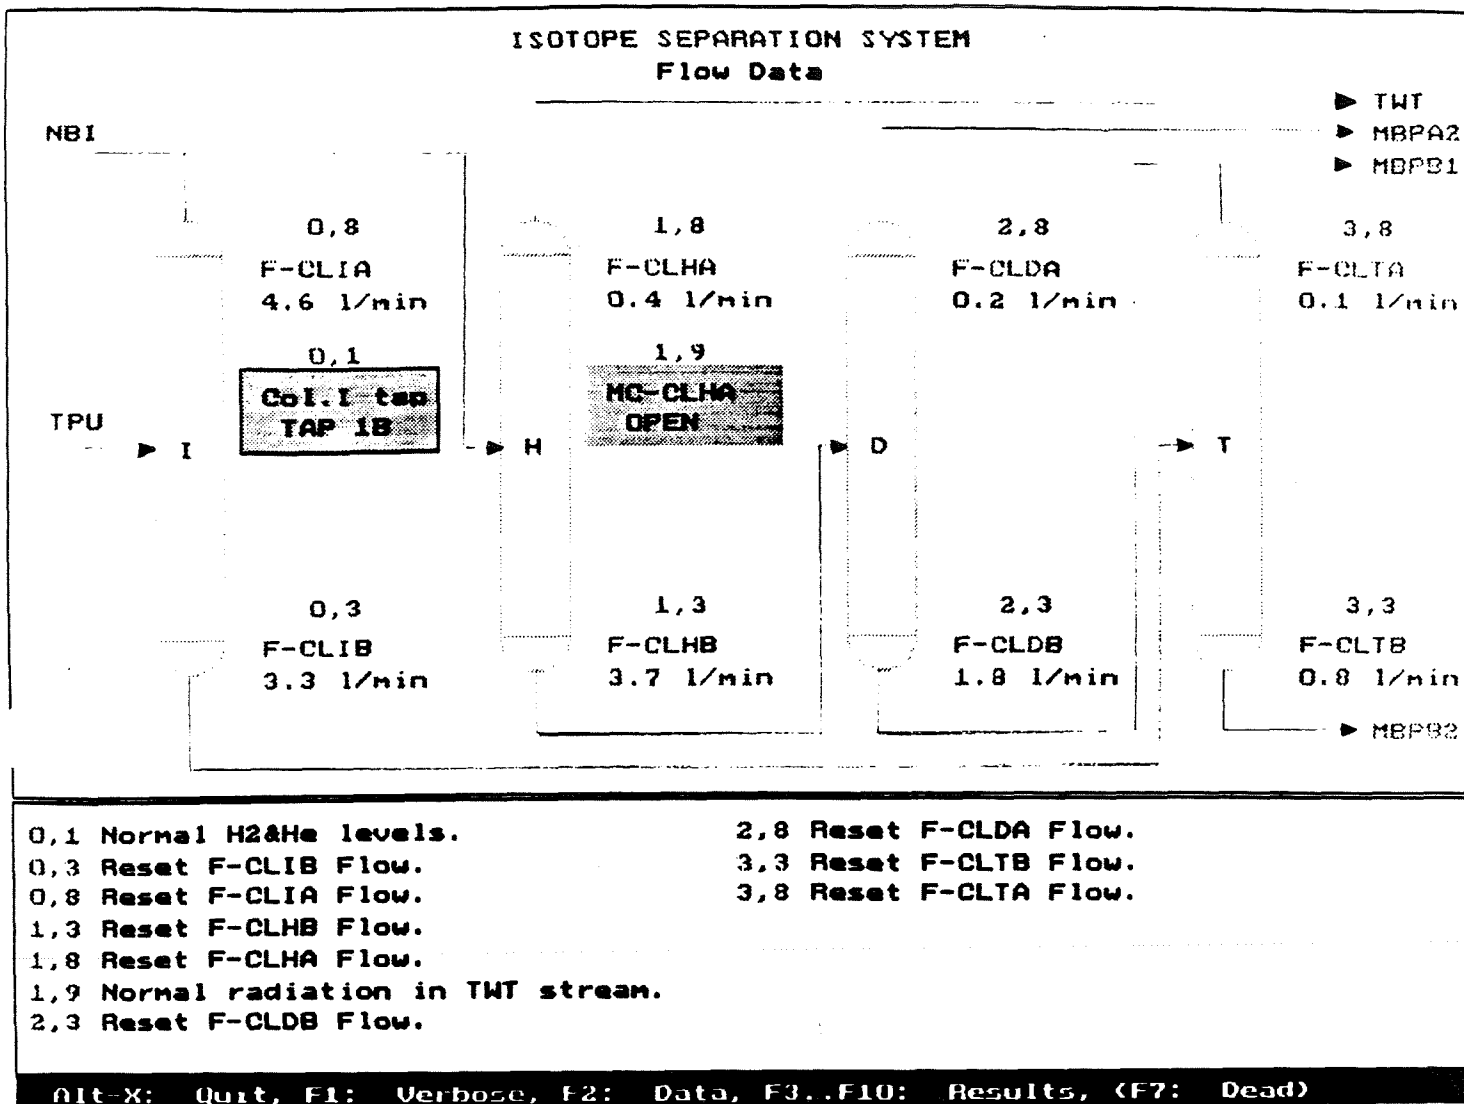 ISOTOPE SEPARATION SYSTEM
Flow Data
TWT
NBI
MBPA2
MBPB1
0,8
1,8
2,8
3,8
F-CLIA
F-CLHA
F-CLDA
F-CLTA
4.6 l/min
0.4 l/min
0.2 l/min
0.1 l/min
0,1
1,9
Col.I tap
MC-CLHA
TAP 1B
OPEN
TPU
I
H
D
T
0,3
1,3
2,3
3,3
F-CLIB
F-CLHB
F-CLDB
F-CLTB
3.3 l/min
3.7 l/min
1.8 l/min
0.8 l/min
MBPB2
0,1 Normal H2&He levels.
0,3 Reset F-CLIB Flow.
0,8 Reset F-CLIA Flow.
1,3 Reset F-CLHB Flow.
1,8 Reset F-CLHA Flow.
1,9 Normal radiation in TWT stream.
2,3 Reset F-CLDB Flow.
2,8 Reset F-CLDA Flow.
3,3 Reset F-CLTB Flow.
3,8 Reset F-CLTA Flow.
Alt-X: Quit, F1: Verbose, F2: Data, F3..F10: Results, (F7: Dead)